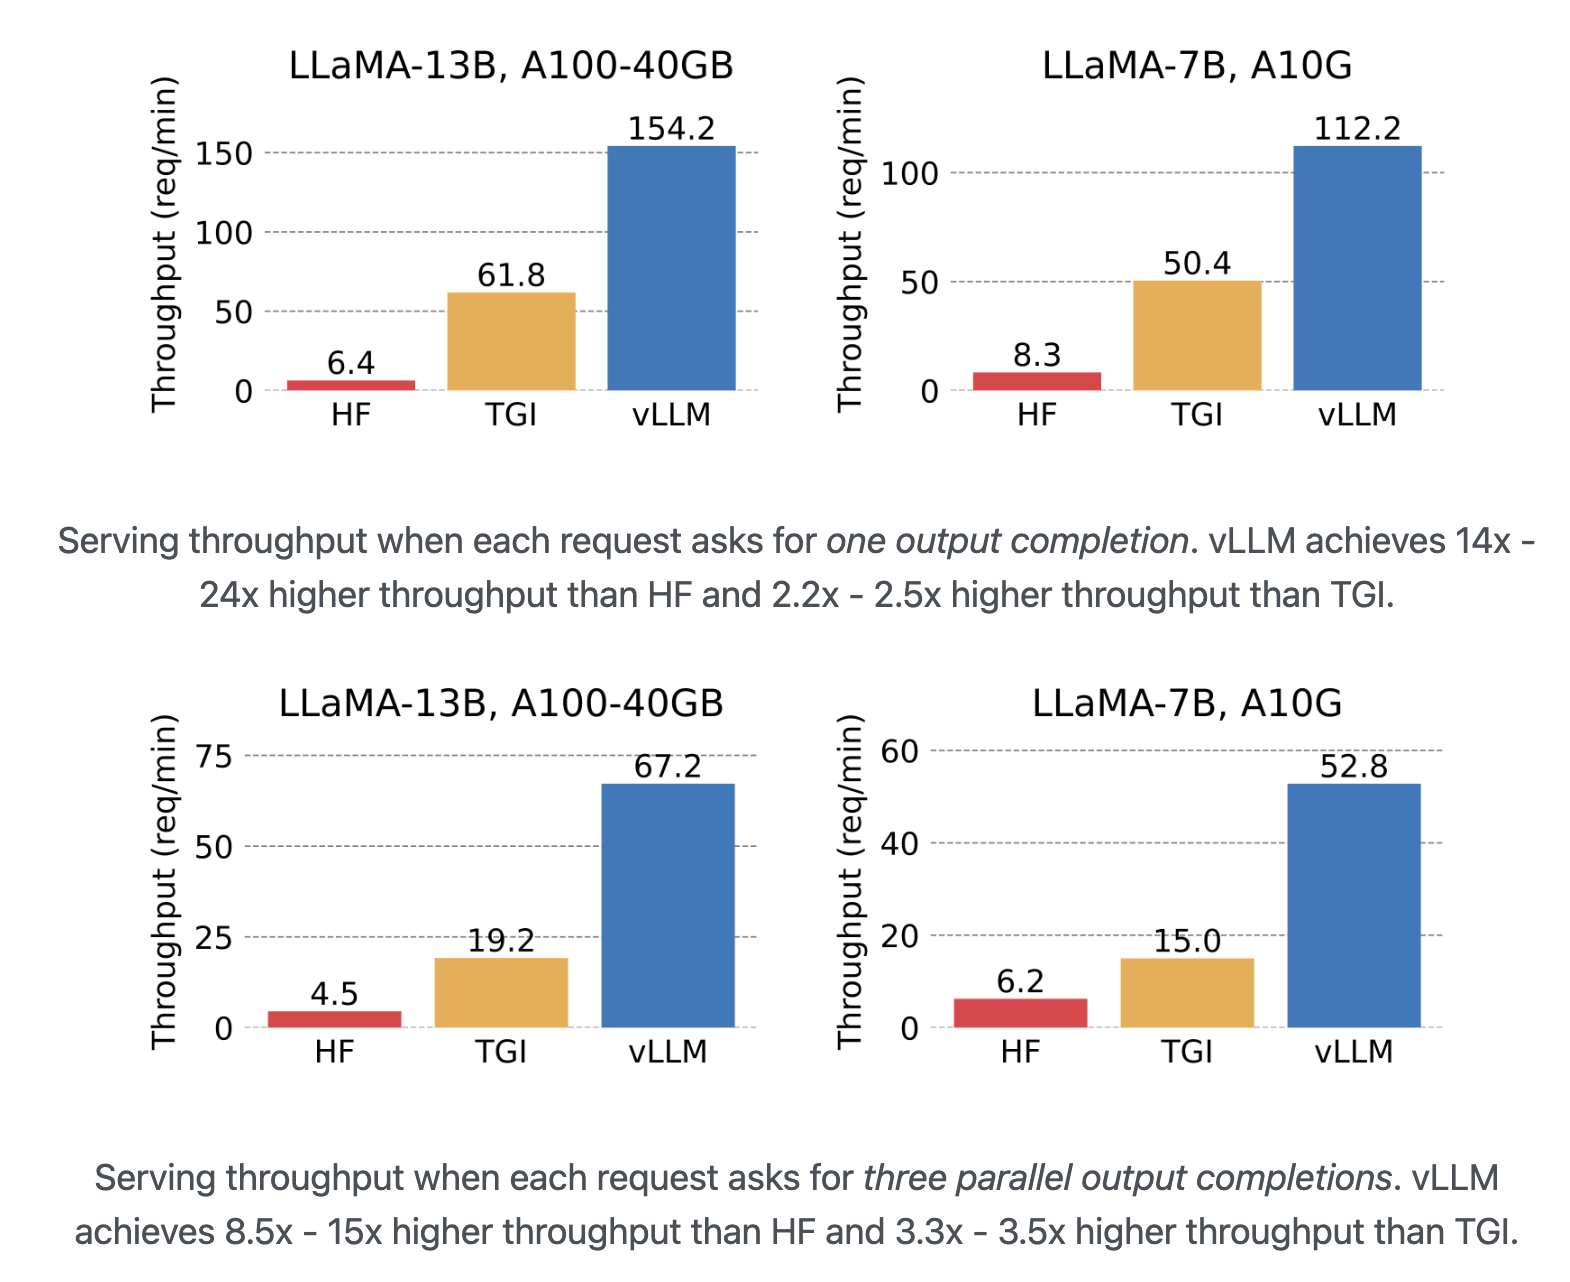 LLaMA-13B, A100-40GB
Throughput (req/min)
150
100
50
0
6.4
61.8
154.2
HF
TGI
vLLM
LLaMA-7B, A10G
Throughput (req/min)
100
50
0
8.3
50.4
112.2
HF
TGI
vLLM
Serving throughput when each request asks for one output completion. vLLM achieves 14x -
24x higher throughput than HF and 2.2x - 2.5x higher throughput than TGI.
LLaMA-13B, A100-40GB
Throughput (req/min)
75
50
25
0
4.5
19.2
67.2
HF
TGI
vLLM
LLaMA-7B, A10G
Throughput (req/min)
60
40
20
0
6.2
15.0
52.8
HF
TGI
vLLM
Serving throughput when each request asks for three parallel output completions. vLLM
achieves 8.5x - 15x higher throughput than HF and 3.3x - 3.5x higher throughput than TGI.